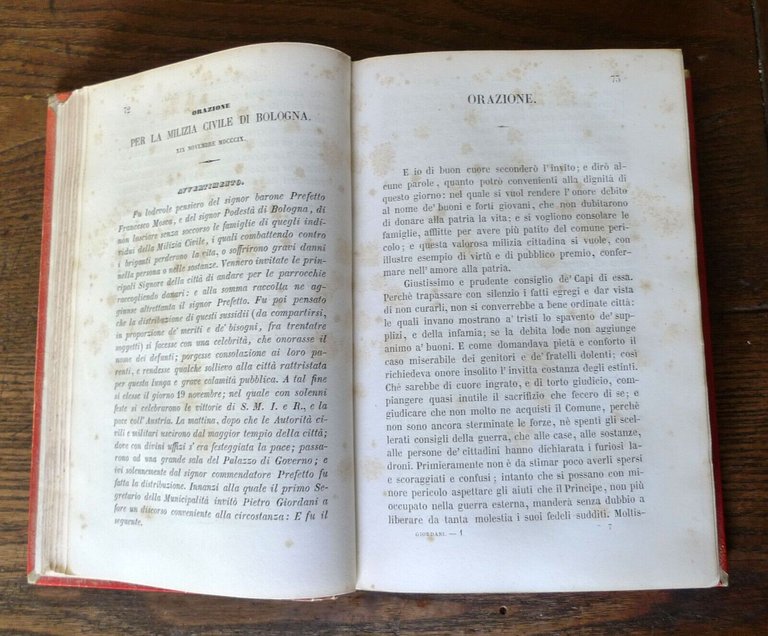 72
ORAZIONE
PER LA MILIZIA CIVILE DI BOLOGNA.
XIX NOVEMBRE MDCCCIX.
AVVERTIMENTO.
Fu lodevole pensiero del signor barone Prefetto
Francesco Mosca, e del signor Podestà di Bologna, di
non lasciare senza soccorso le famiglie di quegli indi-
vidui della Milizia Civile, i quali combattendo contro
i briganti perderono la vita, o soffrirono gravi danni
nella persona o nelle sostanze. Vennero invitate le prin-
cipali Signore della città di andare per le parrocchie
raccogliendo danari: e alla somma raccolta ne ag-
giunse altrettanta il signor Prefetto. Fu poi pensato
che la distribuzione di questi sussidii (da compartirsi,
in proporzione de' meriti e de' bisogni, fra trentatre
soggetti) si facesse con una celebrità, che onorasse il
nome dei defunti; porgesse consolazione ai loro pa-
renti, e rendesse qualche sollievo alla città rattristata
per questa lunga e grave calamità pubblica. A tal fine
si elesse il giorno 19 novembre; nel quale con solenni
feste si celebrarono le vittorie di S. M. I. e R., e la
pace coll'Austria. La mattina, dopo che le Autorità ci-
vili e militari uscirono dal maggior tempio della città;
dove con divini uffizi s' era festeggiata la pace; passa-
rono ad una grande sala del Palazzo di Governo; e
ivi solennemente dal signor commendatore Prefetto fu
fatta la distribuzione. Innanzi alla quale il primo Se-
gretario della Municipalità invitò Pietro Giordani a
fare un discorso conveniente alla circostanza: E fu il
seguente.
73
ORAZIONE.
E io di buon cuore seconderò l'invito; e dirò al-
cune parole, quanto potrò convenienti alla dignità di
questo giorno: nel quale si vuol rendere l'onore debito
al nome de' buoni e forti giovani, che non dubitarono
di donare alla patria la vita; e si vogliono consolare le
famiglie, afflitte per avere più patito del comune peri-
colo; e questa valorosa milizia cittadina si vuole, con
illustre esempio di virtù e di pubblico premio, confer-
mare nell' amore alla patria.
Giustissimo e prudente consiglio de' Capi di essa.
Perchè trapassare con silenzio i fatti egregi e dar vista
di non curarli, non si converrebbe a bene ordinate città:
le quali invano mostrano a' tristi lo spavento de' sup-
plizi, e della infamia; se la debita lode non aggiunge
animo a' buoni. E come domandava pietà e conforto il
caso miserabile dei genitori e de' fratelli dolenti; così
richiedeva onore insolito l' invitta costanza degli estinti.
Chè sarebbe di cuore ingrato, e di torto giudicio, com-
piangere quasi inutile il sacrifizio che fecero di se; e
giudicare che non molto ne acquisti il Comune, perchè
non sono ancora sterminate le forze, nè spenti gli sce-
lerati consigli della guerra, che alle case, alle sostanze,
alle persone de' cittadini hanno dichiarata i furiosi la-
droni. Primieramente non è da stimar poco averli spersi
e scoraggiati e confusi; intanto che si possano con mi-
nore pericolo aspettare gli aiuti che il Principe, non più
occupato nella guerra esterna, manderà senza dubbio a
liberare da tanta molestia i suoi fedeli sudditi. Moltis-
GIORDANI. — 1
7